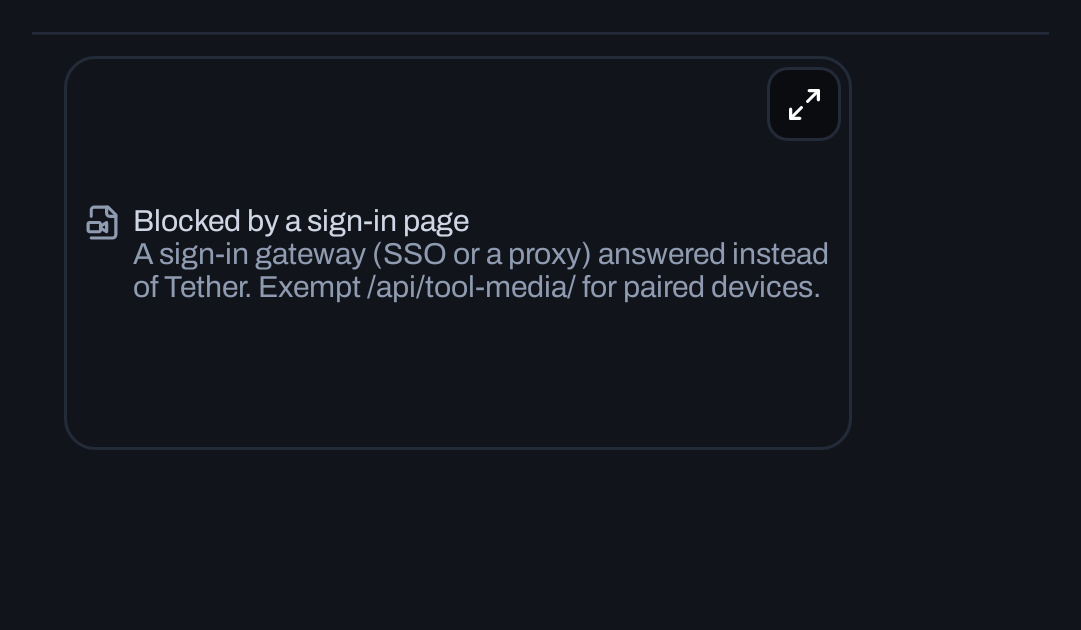 Blocked by a sign-in page
A sign-in gateway (SSO or a proxy) answered instead
of Tether. Exempt /api/tool-media/ for paired devices.